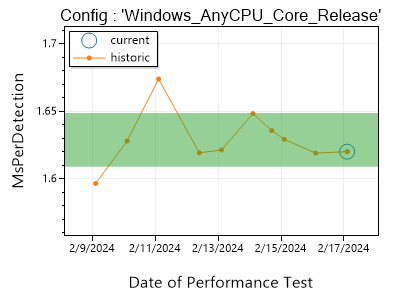 Config : 'Windows_AnyCPU_Core_Release'
current
historic
MsPerDetection
1.7
1.65
1.6
2/9/2024 2/11/2024 2/13/2024 2/15/2024 2/17/2024
Date of Performance Test